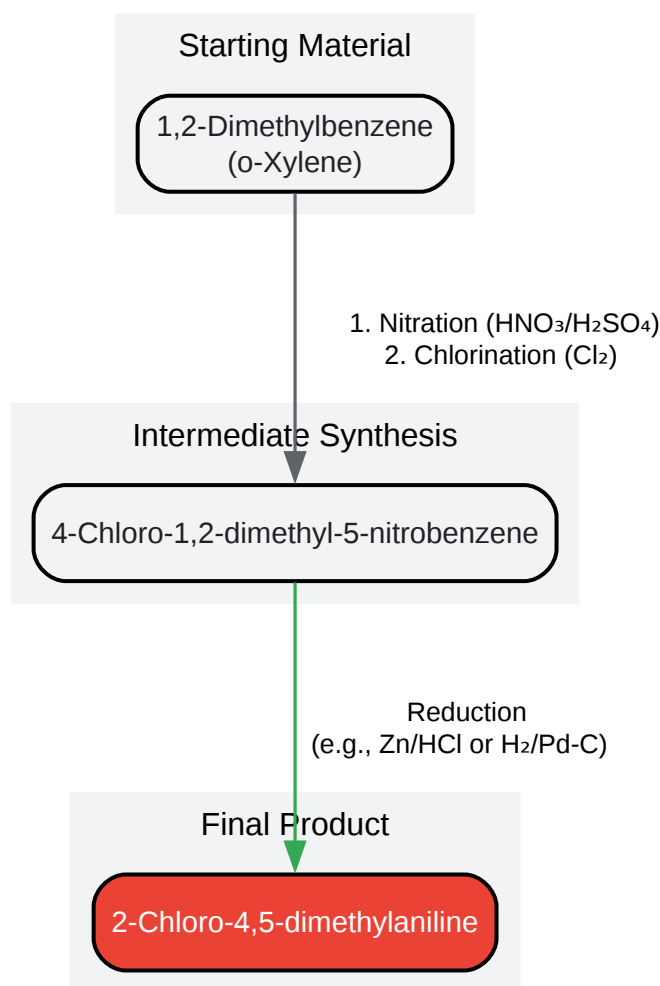 Starting Material
1,2-Dimethylbenzene
(o-Xylene)
1. Nitration (HNO₃/H₂SO₄)
2. Chlorination (Cl₂)
Intermediate Synthesis
4-Chloro-1,2-dimethyl-5-nitrobenzene
Reduction
(e.g., Zn/HCl or H₂/Pd-C)
Final Product
2-Chloro-4,5-dimethylaniline